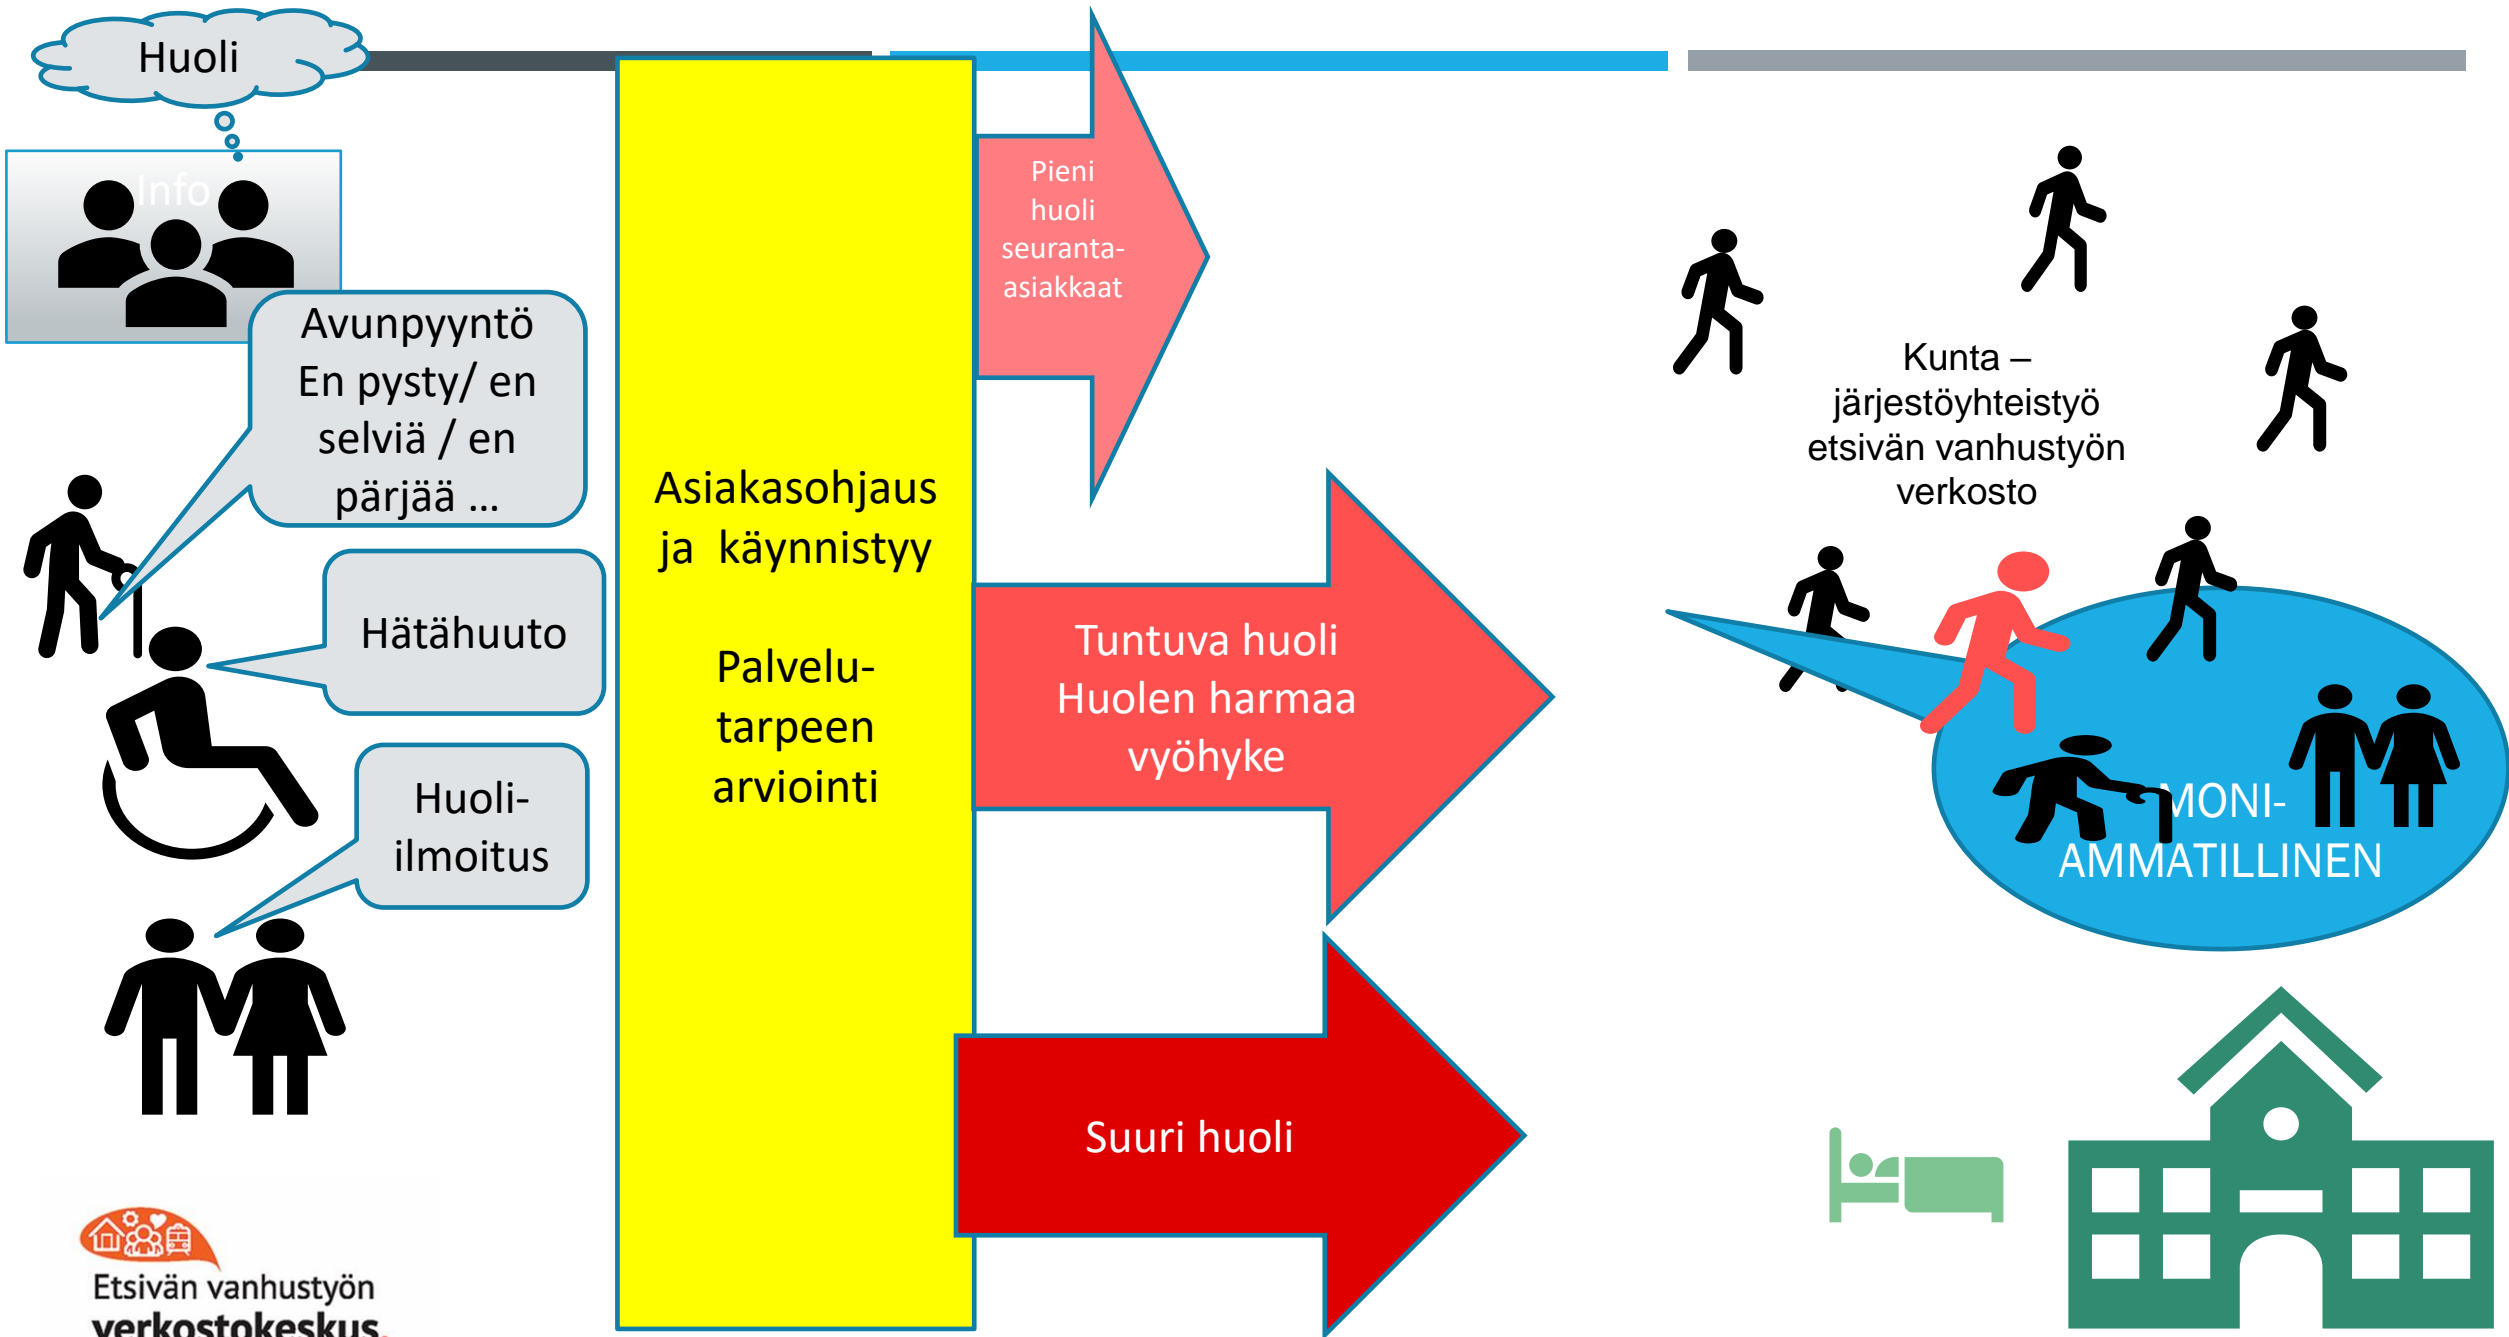 Huoli
Info
Avunpyyntö
En pysty/ en
selviä / en
pärjää ...
Hätähuuto
Huoli-
ilmoitus
Asiakasohjaus
ja käynnistyy
Palvelu-
tarpeen
arviointi
Pieni
huoli
seuranta-
asiakkaat
Tuntuva huoli
Huolen harmaa
vyöhyke
Suuri huoli
Kunta –
järjestöyhteistyö
etsivän vanhustyön
verkosto
MONI-
AMMATILLINEN
Etsivän vanhustyön
verkostokeskus.